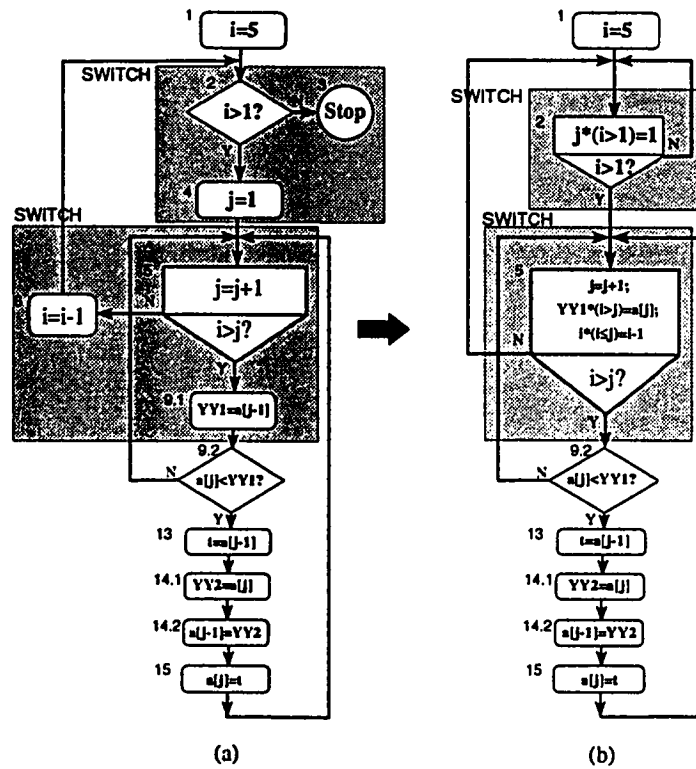 1
i=5
SWITCH
2
3
i>1?
Stop
Y
4
j=1
SWITCH
5
j=j+1
N
i=i-1
i>j?
Y
9.1
YY1=a[j-1]
9.2
N
a[j]<YY1?
Y
13
t=a[j-1]
14.1
YY2=a[j]
14.2
a[j-1]=YY2
15
a[j]=t
(a)
1
i=5
SWITCH
2
j*(i>1)=1
N
i>1?
Y
SWITCH
5
j=j+1;
YY1*(i>j)=a[j];
i*(i≤j)=i-1
N
i>j?
Y
9.2
N
a[j]<YY1?
Y
13
t=a[j-1]
14.1
YY2=a[j]
14.2
a[j-1]=YY2
15
a[j]=t
(b)